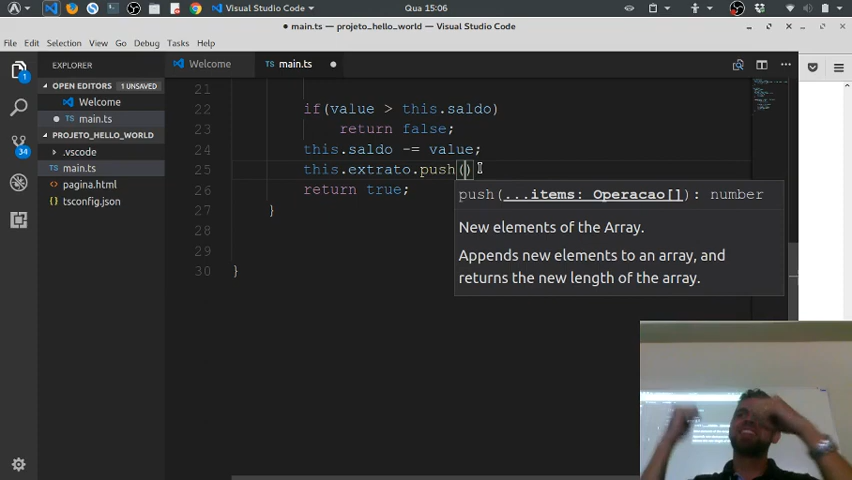 Visual Studio Code
Qua 15:06
main.ts • projeto_hello_world - Visual Studio Code
File Edit Selection View Go Debug Tasks Help
EXPLORER
Welcome
main.ts
OPEN EDITORS 1 UNSAVED
Welcome
main.ts
PROJETO_HELLO_WORLD
.vscode
main.ts
pagina.html
tsconfig.json
1
34
21
22 if(value > this.saldo)
23 return false;
24 this.saldo -= value;
25 this.extrato.push()
26 return true;
27 }
28
29
30 }
push(...items: Operacao[]): number
New elements of the Array.
Appends new elements to an array, and
returns the new length of the array.